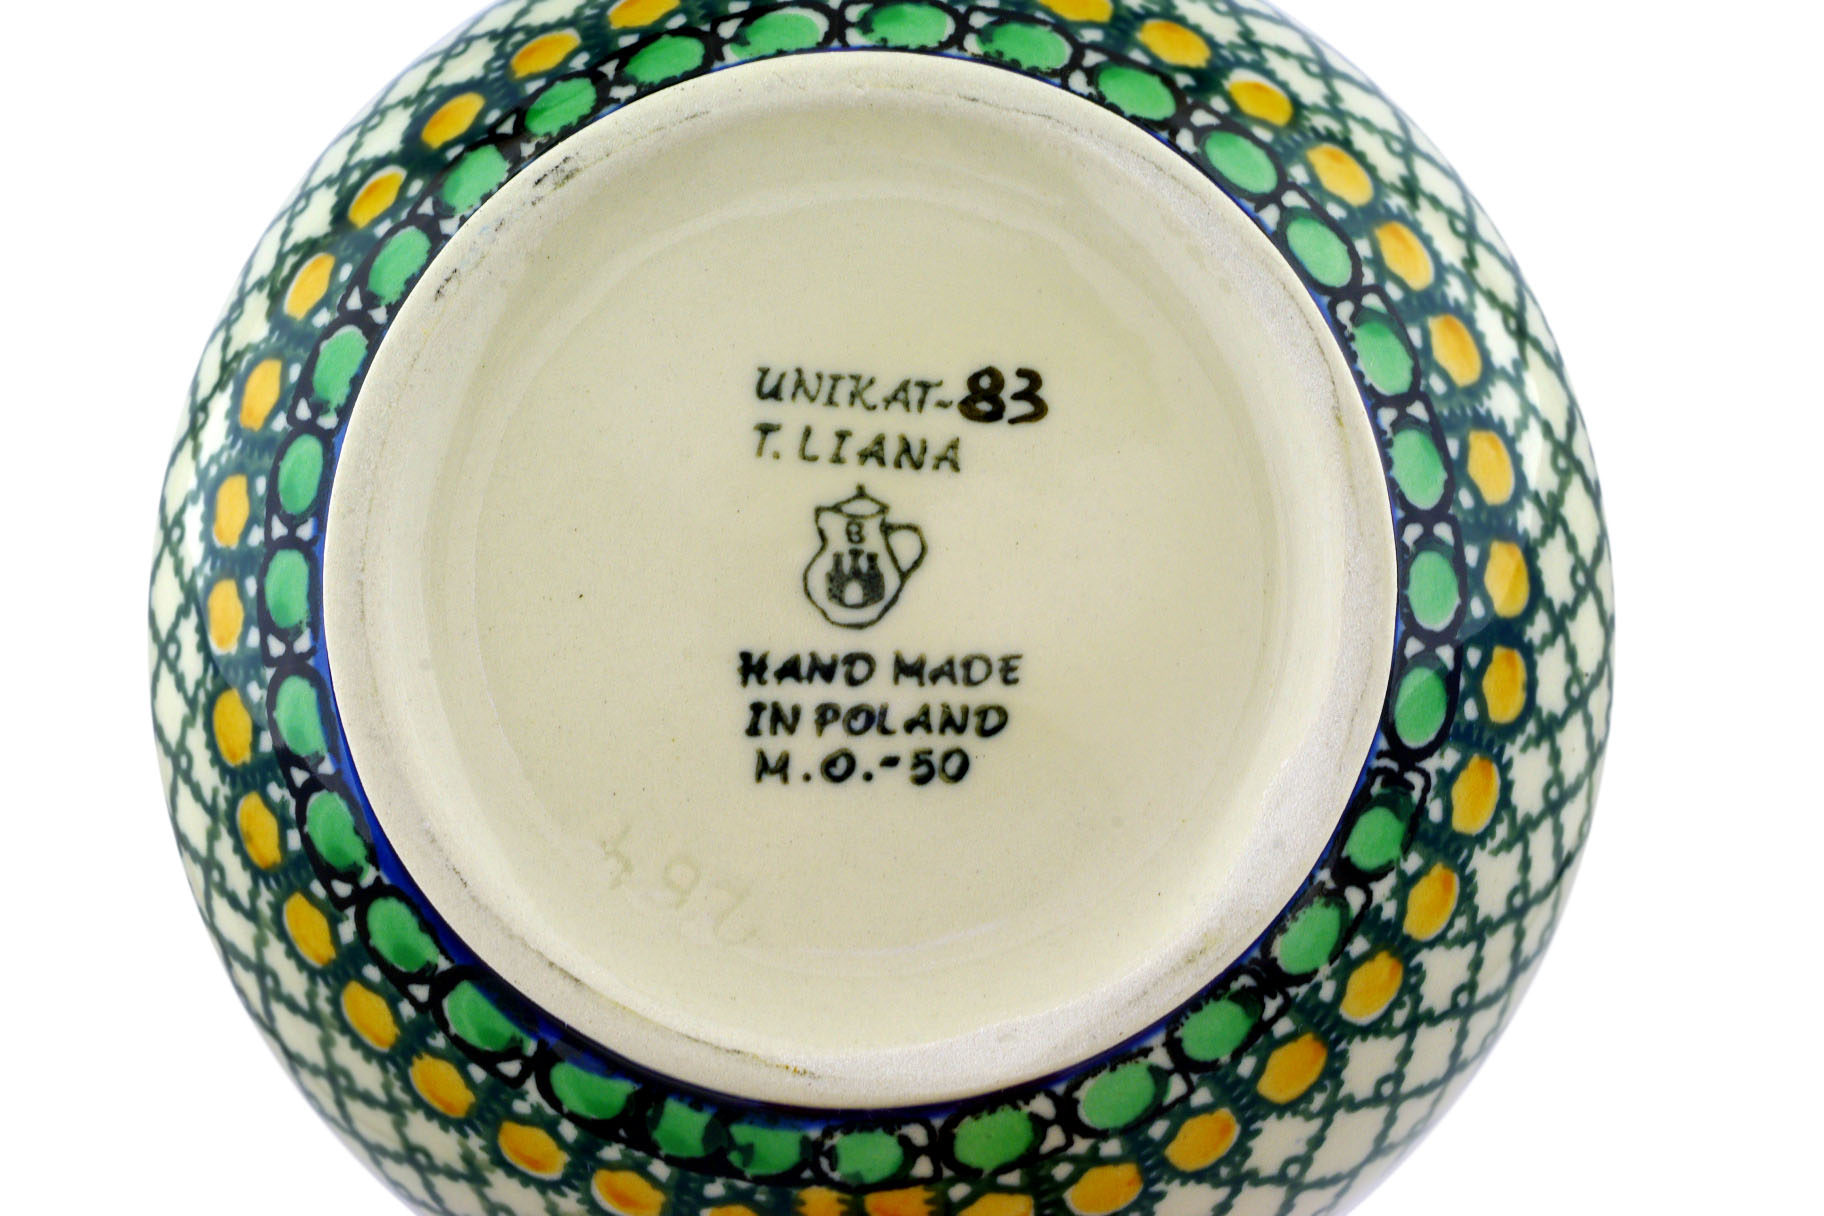 UNIKAT-83
T. LIANA
B
HAND MADE
IN POLAND
M.O.-50